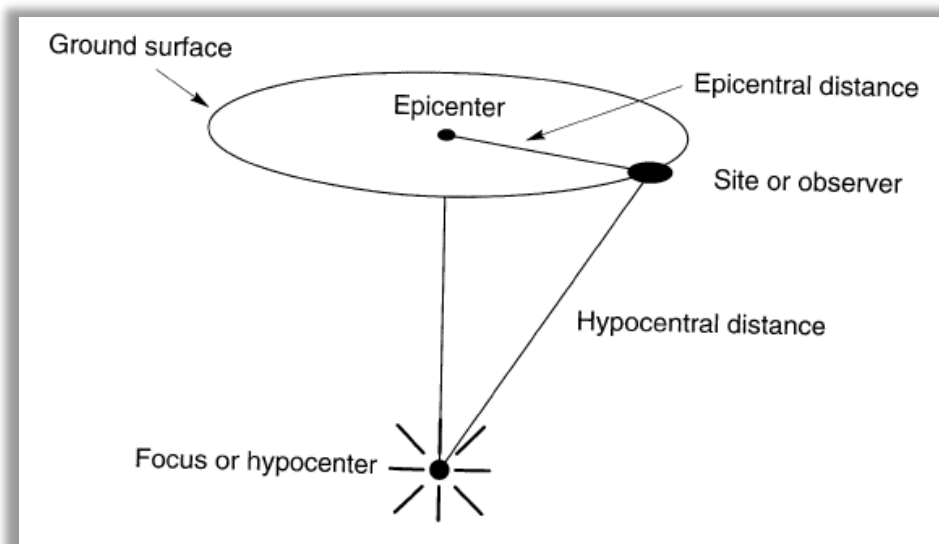 Ground surface
Epicenter
Epicentral distance
Site or observer
Hypocentral distance
Focus or hypocenter